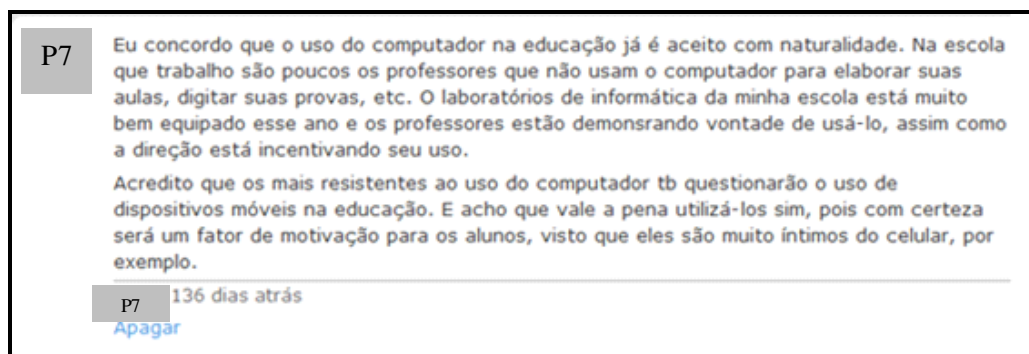 P7
Eu concordo que o uso do computador na educação já é aceito com naturalidade. Na escola
que trabalho são poucos os professores que não usam o computador para elaborar suas
aulas, digitar suas provas, etc. O laboratórios de informática da minha escola está muito
bem equipado esse ano e os professores estão demonsrando vontade de usá-lo, assim como
a direção está incentivando seu uso.
Acredito que os mais resistentes ao uso do computador tb questionarão o uso de
dispositivos móveis na educação. E acho que vale a pena utilizá-los sim, pois com certeza
será um fator de motivação para os alunos, visto que eles são muito íntimos do celular, por
exemplo.
P7 136 dias atrás
Apagar